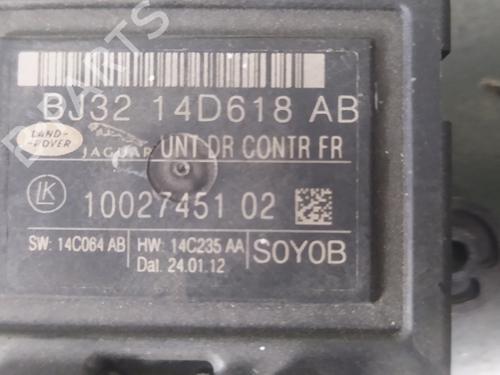 BJ32 14D618 AB
LAND-
-ROVER
JAGUAR UNT DR CONTR FR
LK 10027451 02
SW: 14C064 AB HW: 14C235 AA SOYOB
Dat. 24.01.12
PARTS